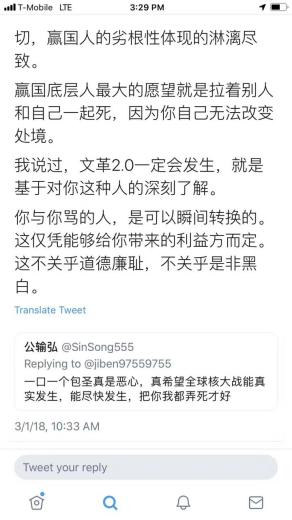 T-Mobile LTE
3:29 PM
切，赢国人的劣根性体现的淋漓尽
致。
赢国底层人最大的愿望就是拉着别人
和自己一起死，因为你自己无法改变
处境。
我说过，文革2.0一定会发生，就是
基于对你这种人的深刻了解。
你与你骂的人，是可以瞬间转换的。
这仅凭能够给你带来的利益方而定。
这不关乎道德廉耻，不关乎是非黑
白。
Translate Tweet
公输弘 @SinSong555
Replying to @jiben97559755
一口一个包圣真是恶心，真希望全球核大战能真
实发生，能尽快发生，把你我都弄死才好
3/1/18, 10:33 AM
Tweet your reply